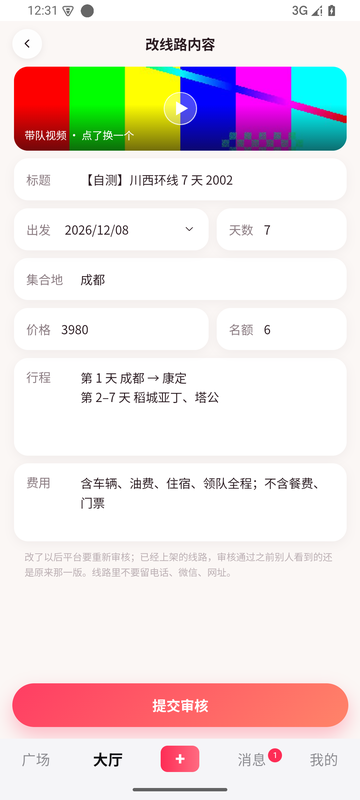 12:31
3G
改线路内容
带队视频 · 点了换一个
标题 【自测】川西环线 7 天 2002
出发 2026/12/08
天数 7
集合地 成都
价格 3980
名额 6
行程 第 1 天 成都 → 康定
第 2–7 天 稻城亚丁、塔公
费用 含车辆、油费、住宿、领队全程；不含餐费、
门票
改了以后平台要重新审核；已经上架的线路，审核通过之前别人看到的还
是原来那一版。线路里不要留电话、微信、网址。
提交审核
广场 大厅 + 消息 1 我的